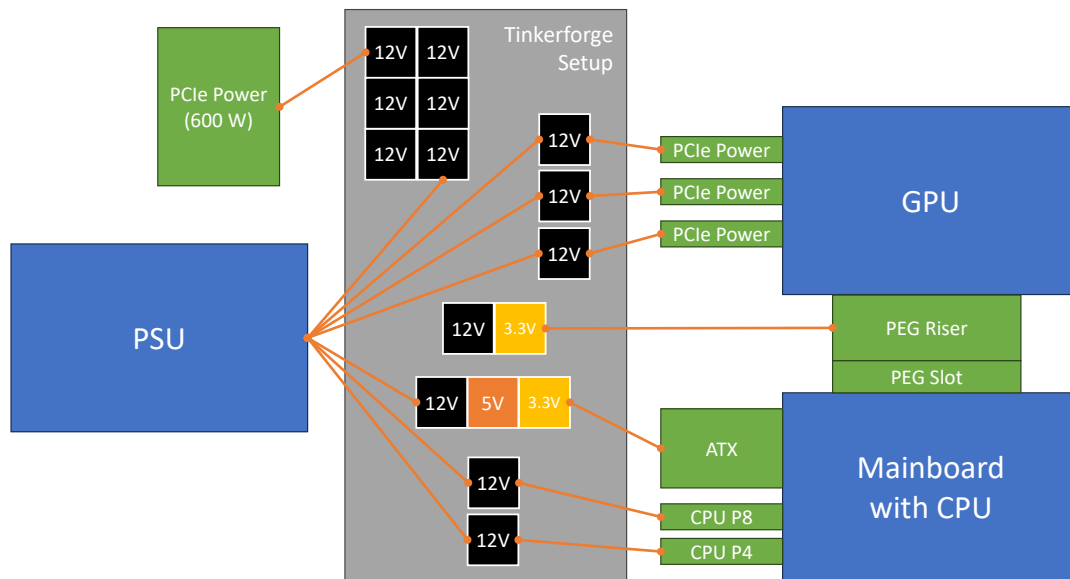 Tinkerforge
Setup
PCIe Power
(600 W)
12V
12V
12V
12V
12V
12V
12V
12V
12V
PCIe Power
PCIe Power
PCIe Power
GPU
PSU
12V
3.3V
PEG Riser
PEG Slot
12V
5V
3.3V
ATX
Mainboard
with CPU
12V
CPU P8
12V
CPU P4